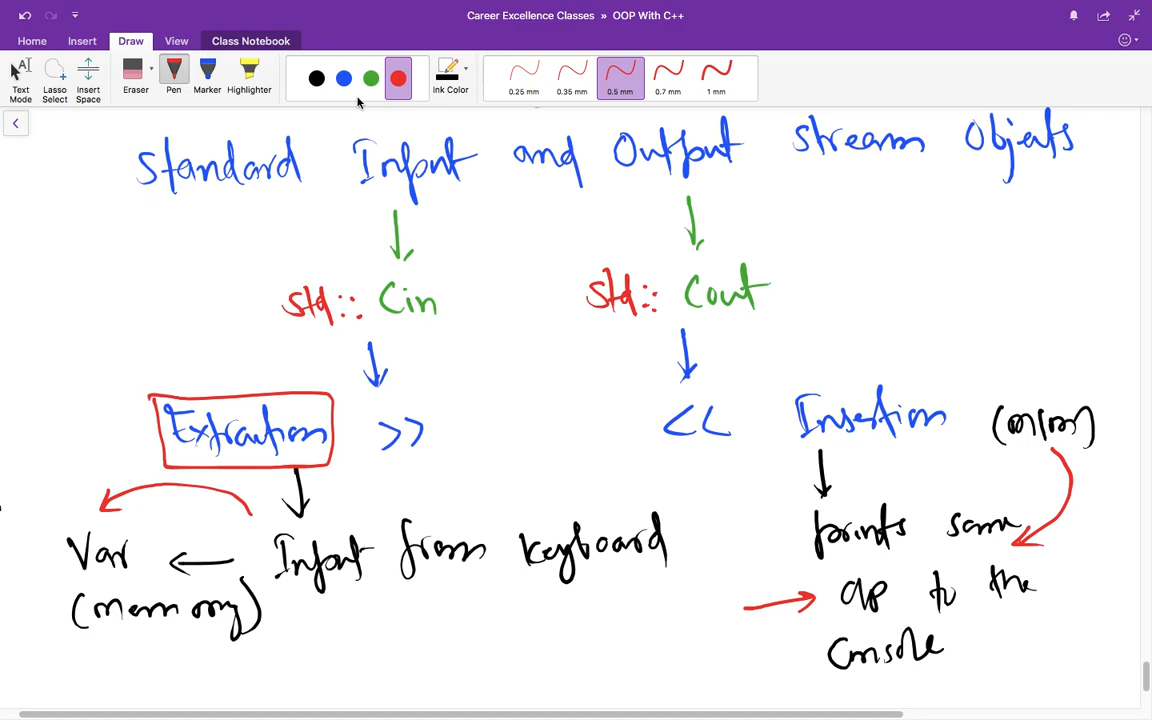 Career Excellence Classes » OOP With C++
Home Insert Draw View Class Notebook
Text Mode
Lasso Select
Insert Space
Eraser
Pen
Marker
Highlighter
Ink Color
0.25 mm
0.35 mm
0.5 mm
0.7 mm
1 mm
Standard Input and Output stream Objects
std:: Cin
std:: Cout
Extraction >>
<< Insertion
Var ← Input from keyboard
(memory)
prints some
op to the
Console